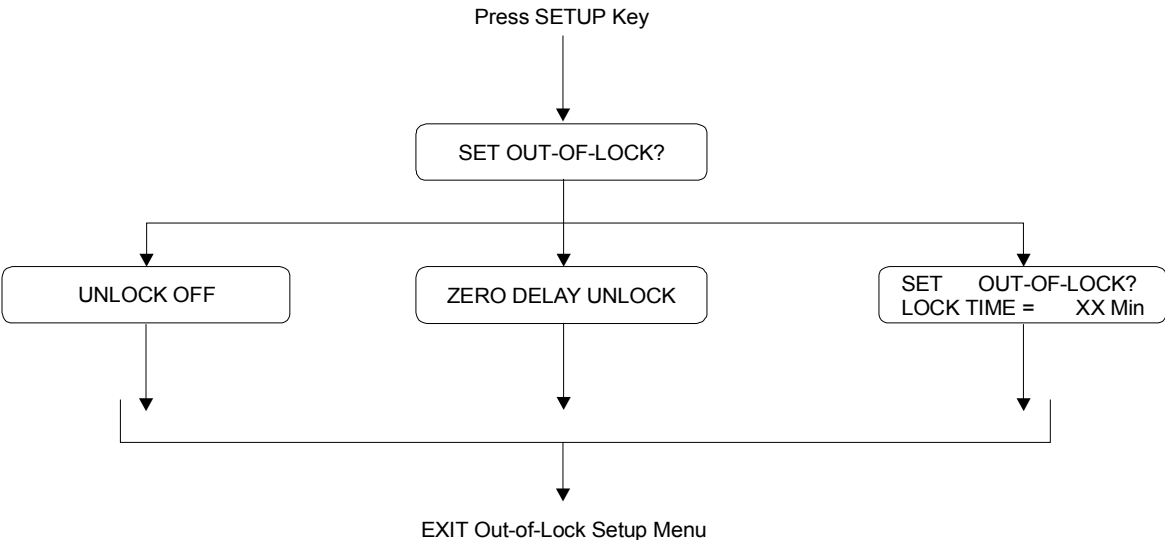 Press SETUP Key
SET OUT-OF-LOCK?
UNLOCK OFF
ZERO DELAY UNLOCK
SET OUT-OF-LOCK?
LOCK TIME = XX Min
EXIT Out-of-Lock Setup Menu